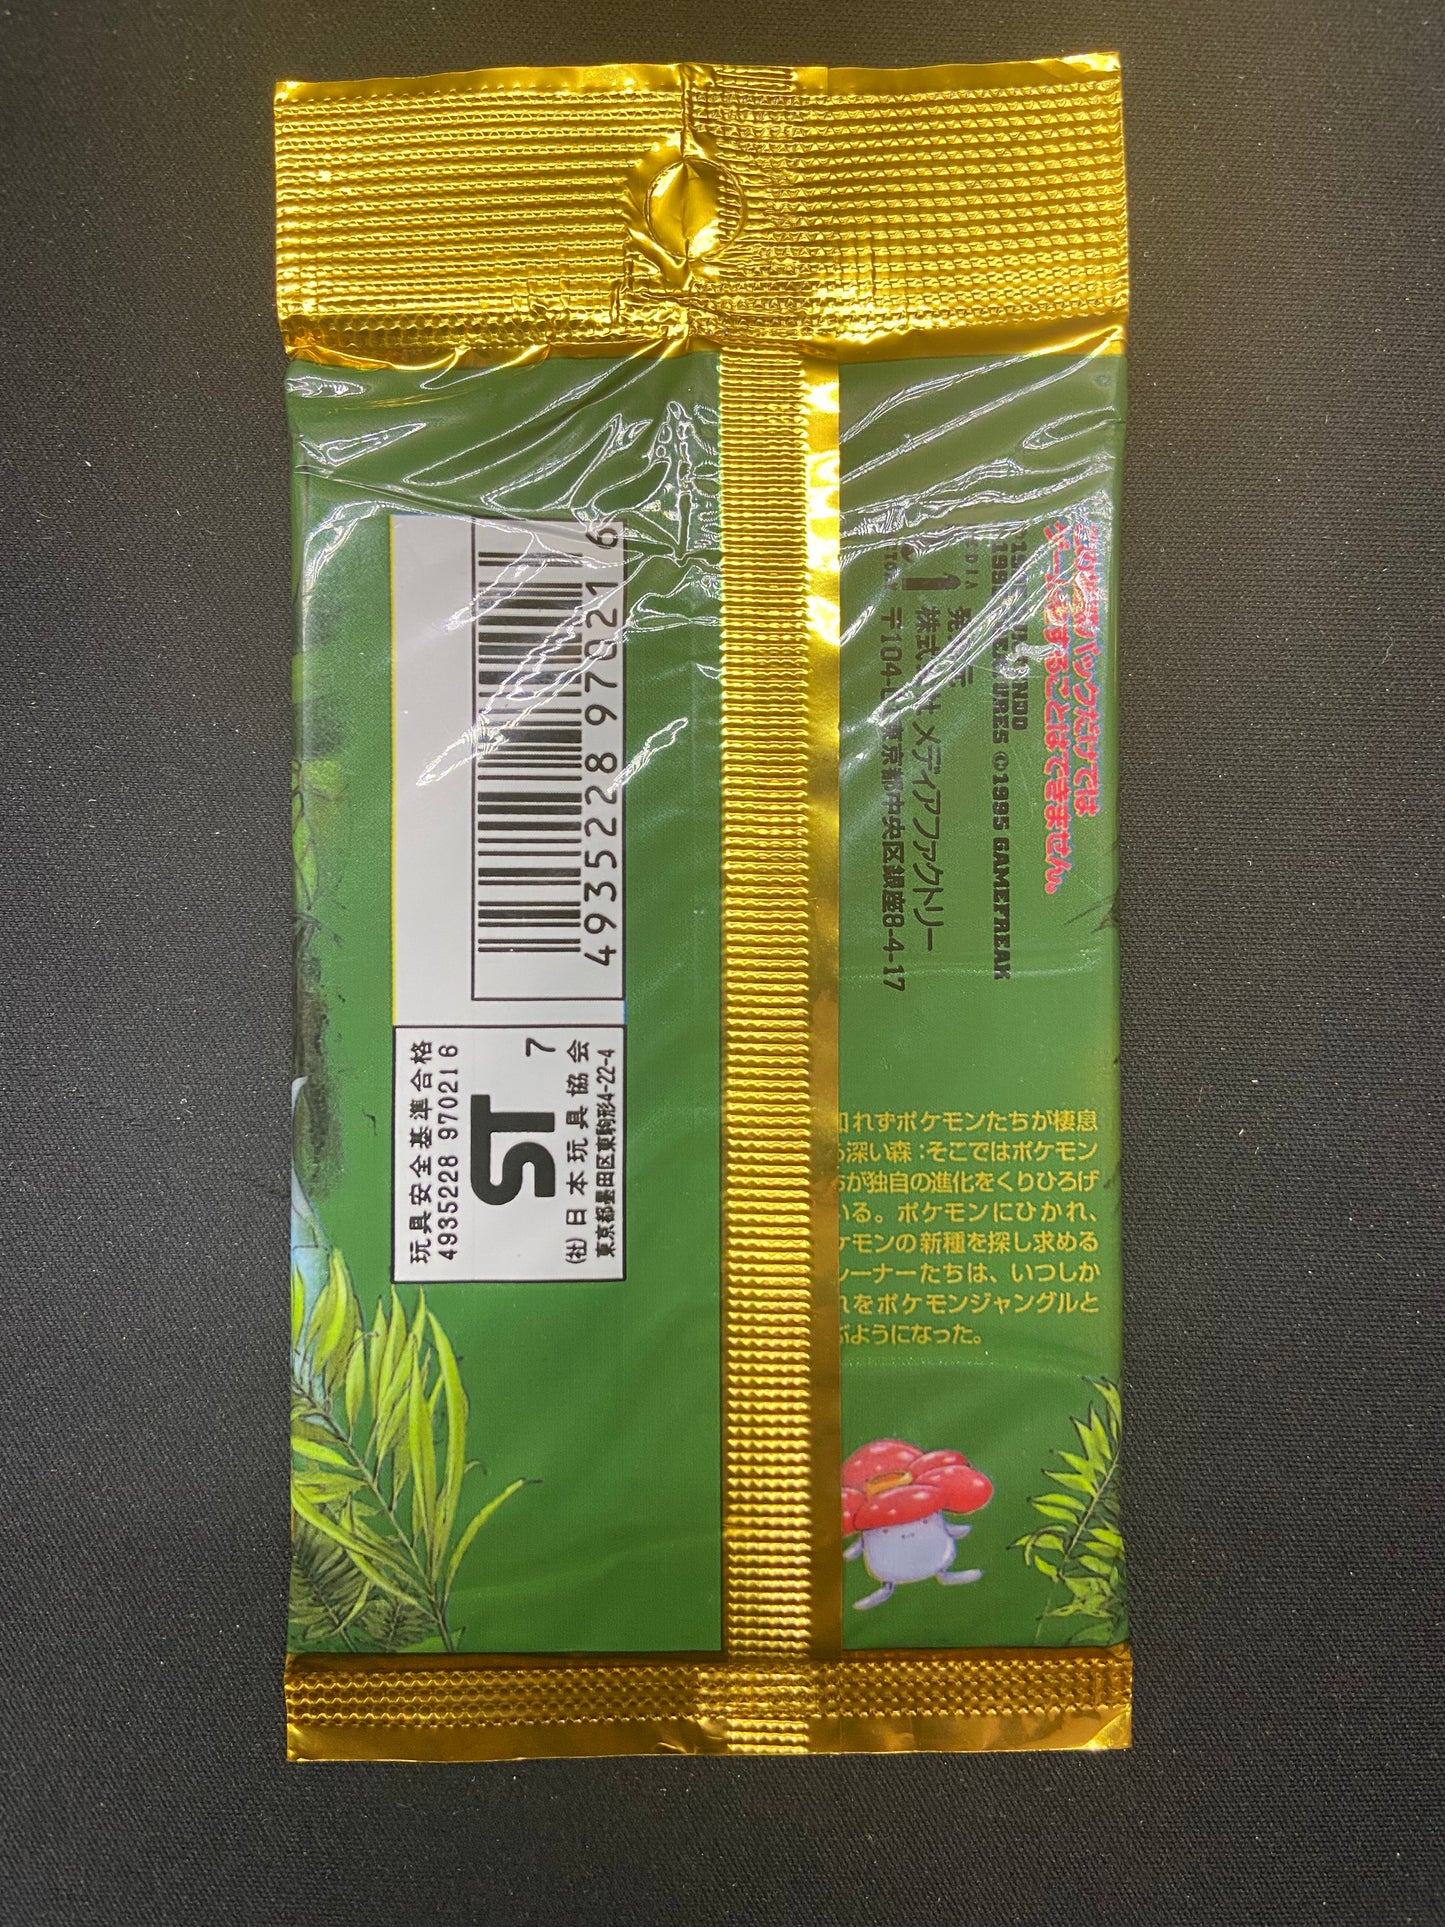 4935228970216
玩具安全基準合格
4935228 970216
ST 7
(社)日本玩具協会
東京都墨田区東駒形4-22-4
パックだけでは
することはできません。
©1995 GAMEFREAK
メディアファクトリー
東京都中央区銀座8-4-17
れずポケモンたちが棲息
深い森：そこではポケモン
が独自の進化をくりひろげ
いる。ポケモンにひかれ、
ケモンの新種を探し求める
レーナーたちは、いつしか
れをポケモンジャングルと
ぶようになった。